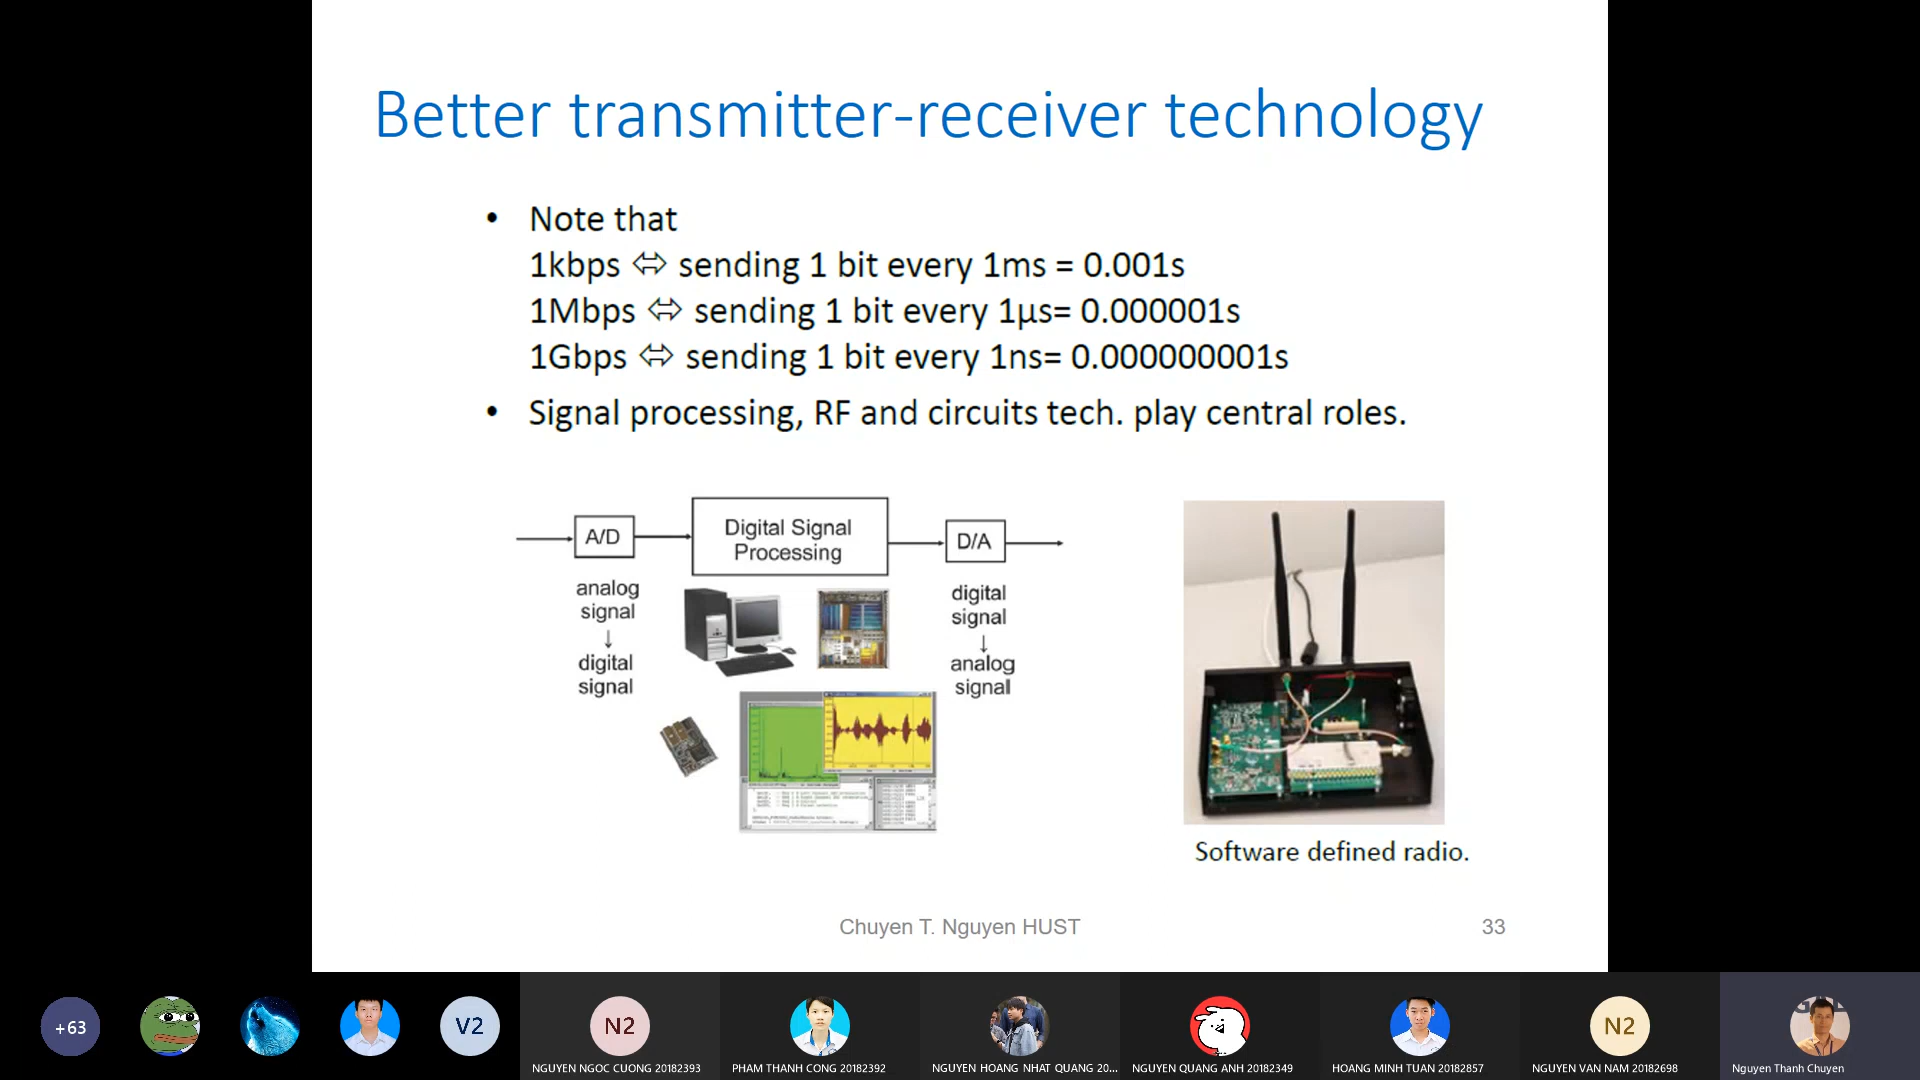 Better transmitter-receiver technology
• Note that
1kbps ⬄ sending 1 bit every 1ms = 0.001s
1Mbps ⬄ sending 1 bit every 1µs= 0.000001s
1Gbps ⬄ sending 1 bit every 1ns= 0.000000001s
• Signal processing, RF and circuits tech. play central roles.
A/D
Digital Signal
Processing
D/A
analog
signal
↓
digital
signal
digital
signal
↓
analog
signal
Software defined radio.
Chuyen T. Nguyen HUST
33
+63
V2
N2
N2
NGUYEN NGOC CUONG 20182393
PHAM THANH CONG 20182392
NGUYEN HOANG NHAT QUANG 20...
NGUYEN QUANG ANH 20182349
HOANG MINH TUAN 20182857
NGUYEN VAN NAM 20182698
Nguyen Thanh Chuyen